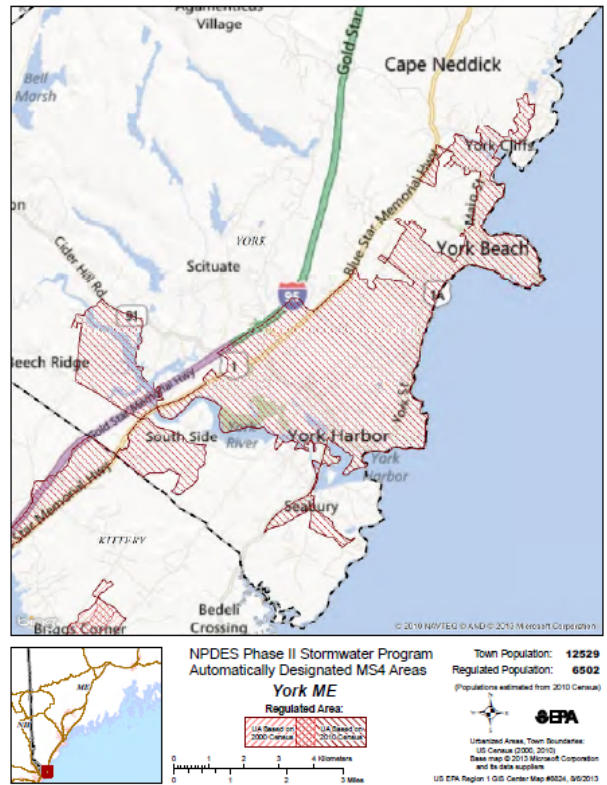 Agamenticus
Village
Gold Star
Bell
Marsh
Cape Neddick
York Cliffs
Blue Star Memorial Hwy
Main St
on
YORK
Cider Hill Rd
Scituate
York Beach
95
1A
91
Beech Ridge
1
Gold Star Memorial Hwy
York St
South Side
York
River
York Harbor
York
Harbor
Star Memorial Hwy
Seabury
KITTERY
Bedell
Crossing
Briggs Corner
© 2010 NAVTEQ © AND © 2013 Microsoft Corporation
NPDES Phase II Stormwater Program
Automatically Designated MS4 Areas
York ME
Regulated Area:
UA Based on
2000 Census
UA Based on
2010 Census
0 1 2 3 4 Kilometers
0 1 2 3 Miles
Town Population: 12529
Regulated Population: 6502
(Populations estimated from 2010 Census)
EPA
Urbanized Areas, Town Boundaries:
US Census (2000, 2010)
Base map © 2013 Microsoft Corporation
and its data suppliers
US EPA Region 1 GIS Center Map #8824, 8/6/2013
ME
NH